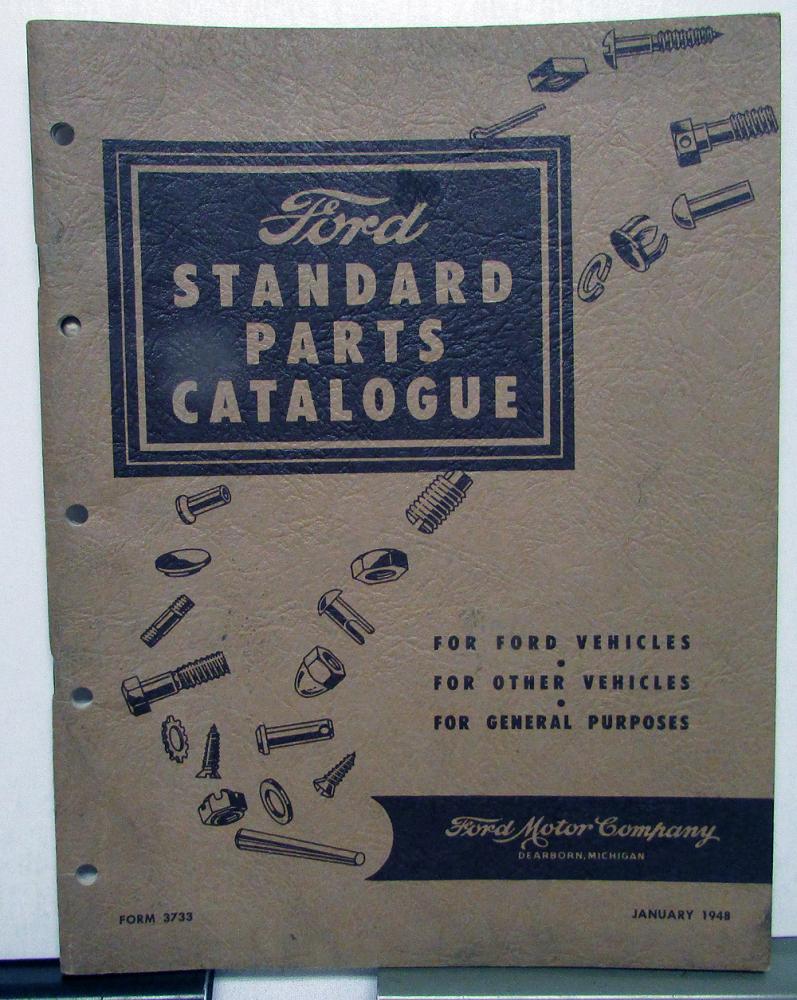 Ford
STANDARD
PARTS
CATALOGUE
FOR FORD VEHICLES
•
FOR OTHER VEHICLES
•
FOR GENERAL PURPOSES
Ford Motor Company
DEARBORN, MICHIGAN
FORM 3733
JANUARY 1948